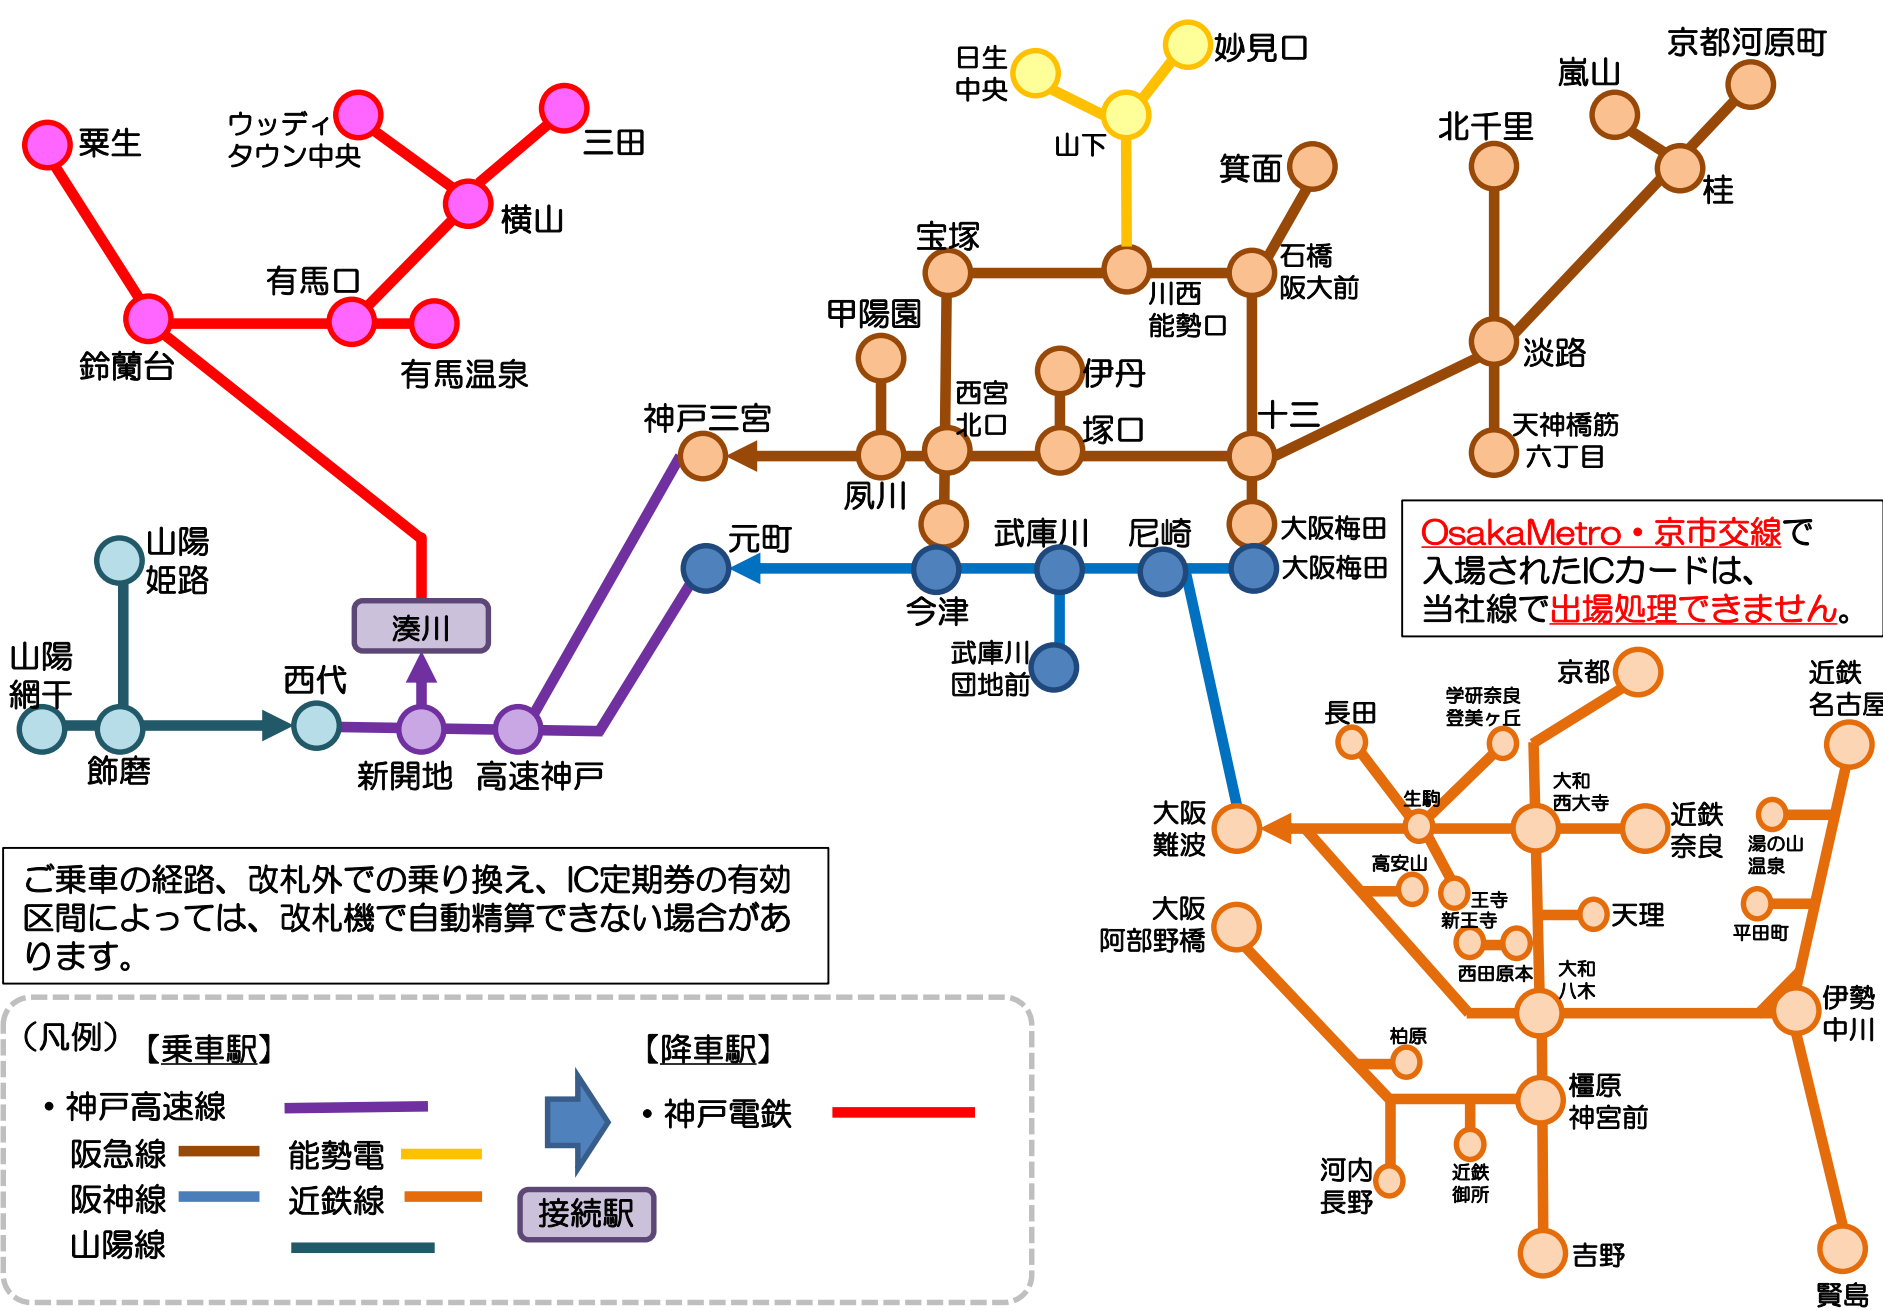 京都河原町
妙見口
日生
中央
嵐山
北千里
ウッディ
タウン中央
粟生
三田
山下
箕面
桂
横山
宝塚
有馬口
石橋
阪大前
川西
能勢口
甲陽園
鈴蘭台
有馬温泉
淡路
伊丹
西宮
北口
神戸三宮
塚口
十三
天神橋筋
六丁目
夙川
山陽
姫路
元町
武庫川
尼崎
大阪梅田
大阪梅田
OsakaMetro・京市交線で
入場されたICカードは、
当社線で出場処理できません。
今津
湊川
武庫川
団地前
山陽
網干
西代
飾磨
新開地
高速神戸
京都
近鉄
名古屋
学研奈良
登美ヶ丘
長田
大和
西大寺
生駒
大阪
難波
近鉄
奈良
湯の山
温泉
高安山
王寺
新王寺
天理
平田町
大阪
阿部野橋
西田原本
大和
八木
伊勢
中川
柏原
橿原
神宮前
河内
長野
近鉄
御所
吉野
賢島
ご乗車の経路、改札外での乗り換え、IC定期券の有効
区間によっては、改札機で自動精算できない場合があ
ります。
（凡例）
【乗車駅】
【降車駅】
・神戸高速線
・神戸電鉄
阪急線
能勢電
阪神線
近鉄線
接続駅
山陽線